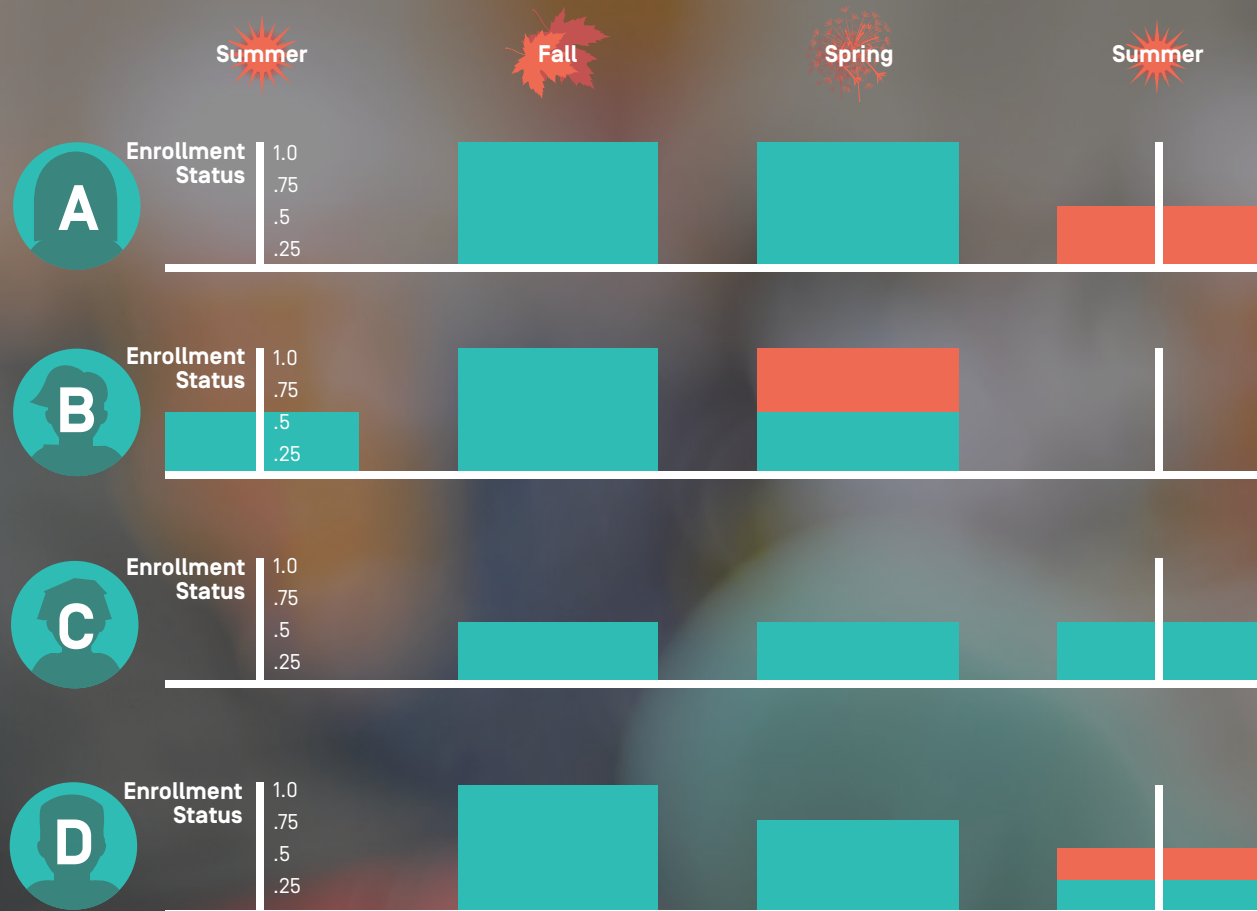 Summer Fall Spring Summer
A
Enrollment
Status
1.0
.75
.5
.25
B
Enrollment
Status
1.0
.75
.5
.25
C
Enrollment
Status
1.0
.75
.5
.25
D
Enrollment
Status
1.0
.75
.5
.25